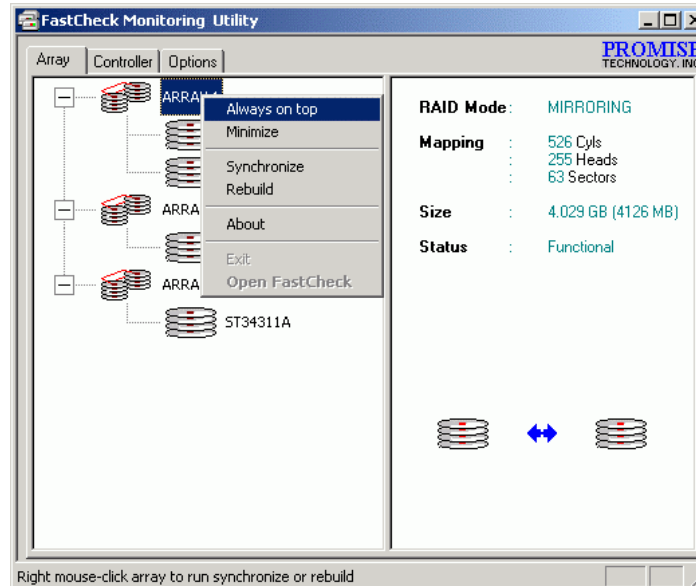 FastCheck Monitoring Utility
Array Controller Options
PROMISE
TECHNOLOGY, INC
ARRAY
ARRA
ARRA
ST34311A
Always on top
Minimize
Synchronize
Rebuild
About
Exit
Open FastCheck
RAID Mode : MIRRORING
Mapping : 526 Cyls
: 255 Heads
: 63 Sectors
Size : 4.029 GB (4126 MB)
Status : Functional
Right mouse-click array to run synchronize or rebuild